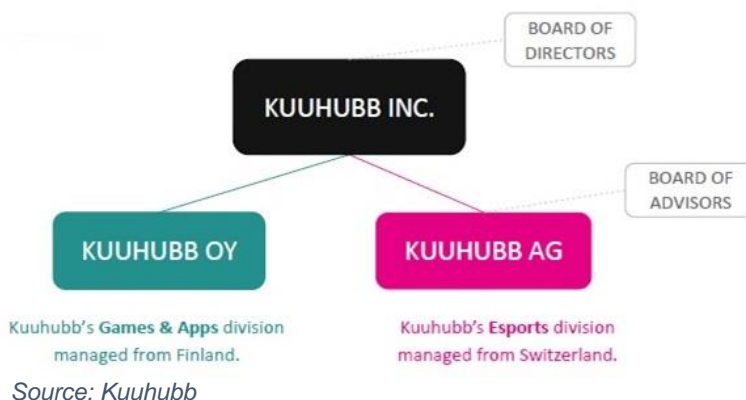 BOARD OF
DIRECTORS
KUUHUBB INC.
BOARD OF
ADVISORS
KUUHUBB OY
KUUHUBB AG
Kuuhubb's Games & Apps division
managed from Finland.
Kuuhubb's Esports division
managed from Switzerland.
Source: Kuuhubb